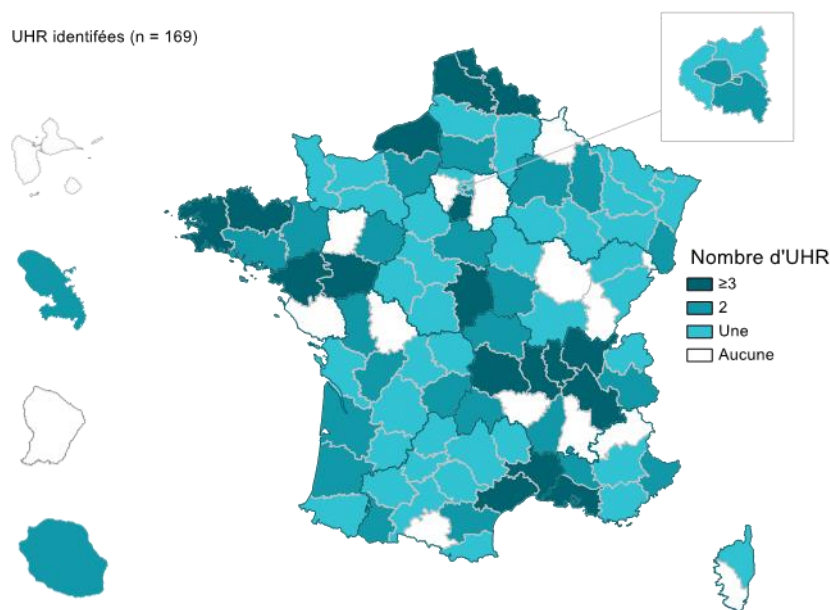 UHR identifées (n = 169)
Nombre d'UHR
≥3
2
Une
Aucune